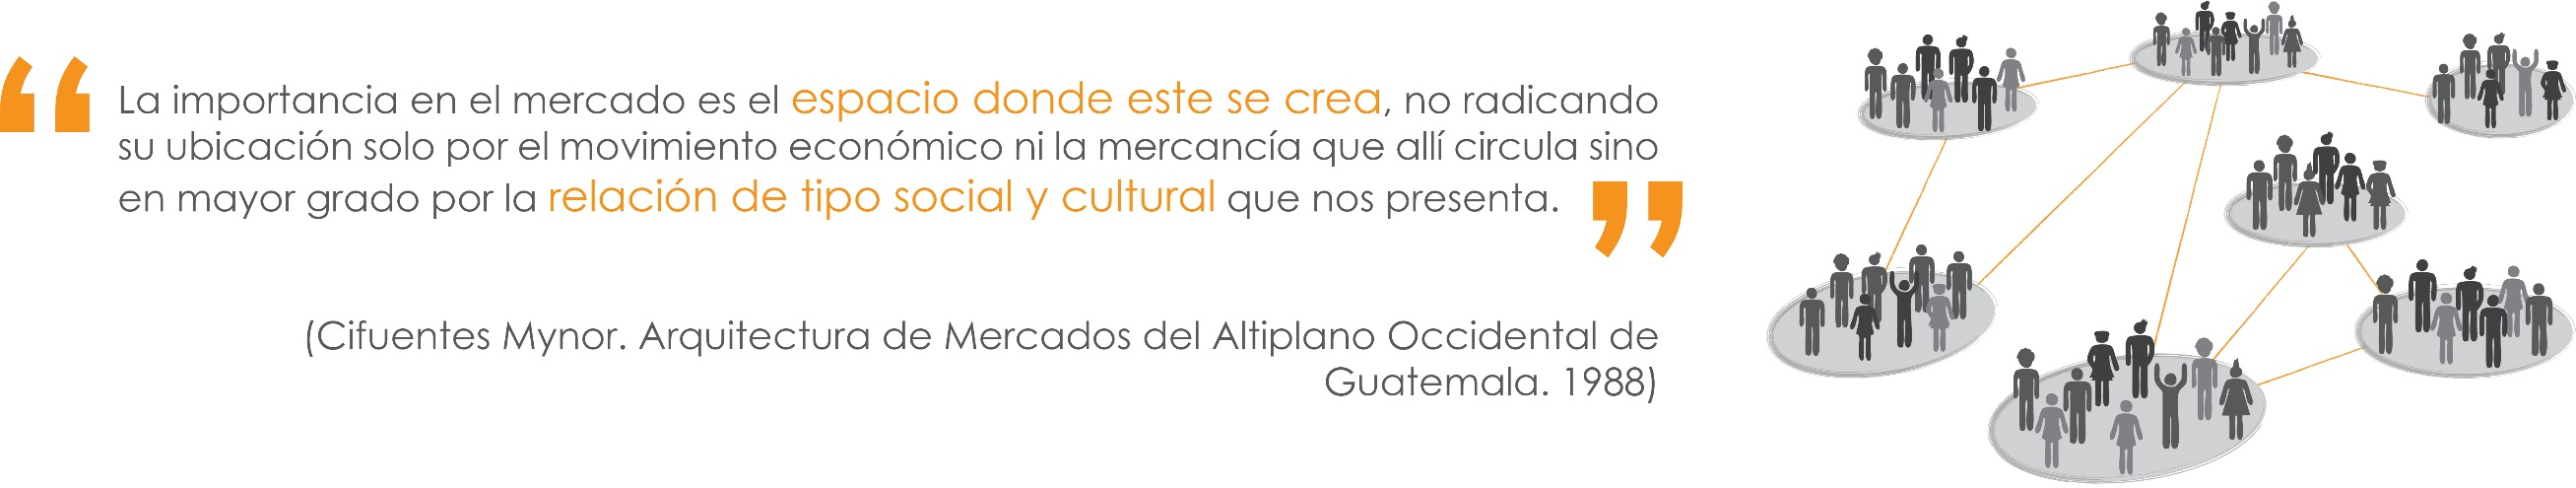 “ La importancia en el mercado es el espacio donde este se crea, no radicando
su ubicación solo por el movimiento económico ni la mercancía que allí circula sino
en mayor grado por la relación de tipo social y cultural que nos presenta. ”
(Cifuentes Mynor. Arquitectura de Mercados del Altiplano Occidental de
Guatemala. 1988)